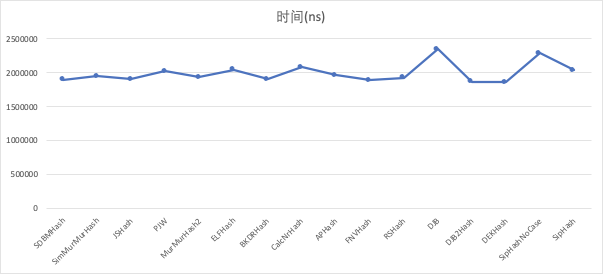 时间(ns)
2500000
2000000
1500000
1000000
500000
0
SDBMHash
SimMurMurHash
JSHash
PJW
MurMurHash2
ELFHash
BKDRHash
CalcNrHash
APHash
FNVHash
RSHash
DJB
DJB2Hash
DEKHash
SipHashNoCase
SipHash